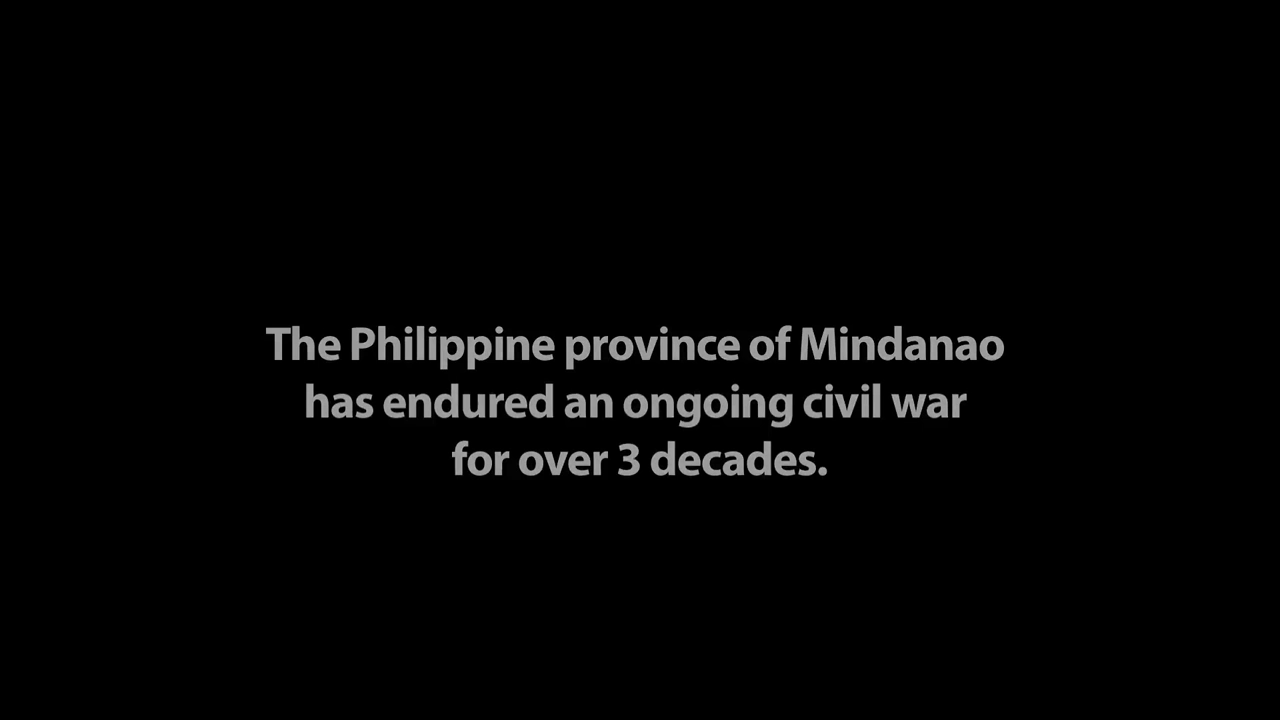 The Philippine province of Mindanao
has endured an ongoing civil war
for over 3 decades.